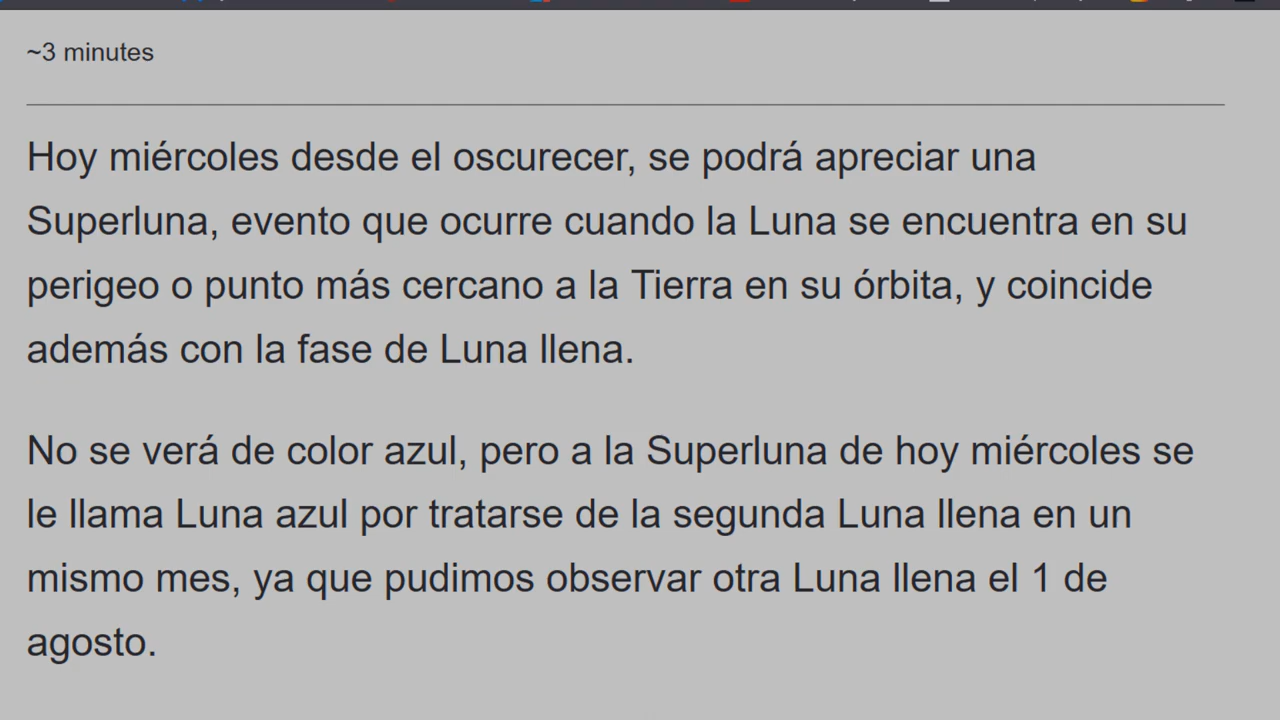 ~3 minutes
Hoy miércoles desde el oscurecer, se podrá apreciar una
Superluna, evento que ocurre cuando la Luna se encuentra en su
perigeo o punto más cercano a la Tierra en su órbita, y coincide
además con la fase de Luna llena.
No se verá de color azul, pero a la Superluna de hoy miércoles se
le llama Luna azul por tratarse de la segunda Luna llena en un
mismo mes, ya que pudimos observar otra Luna llena el 1 de
agosto.